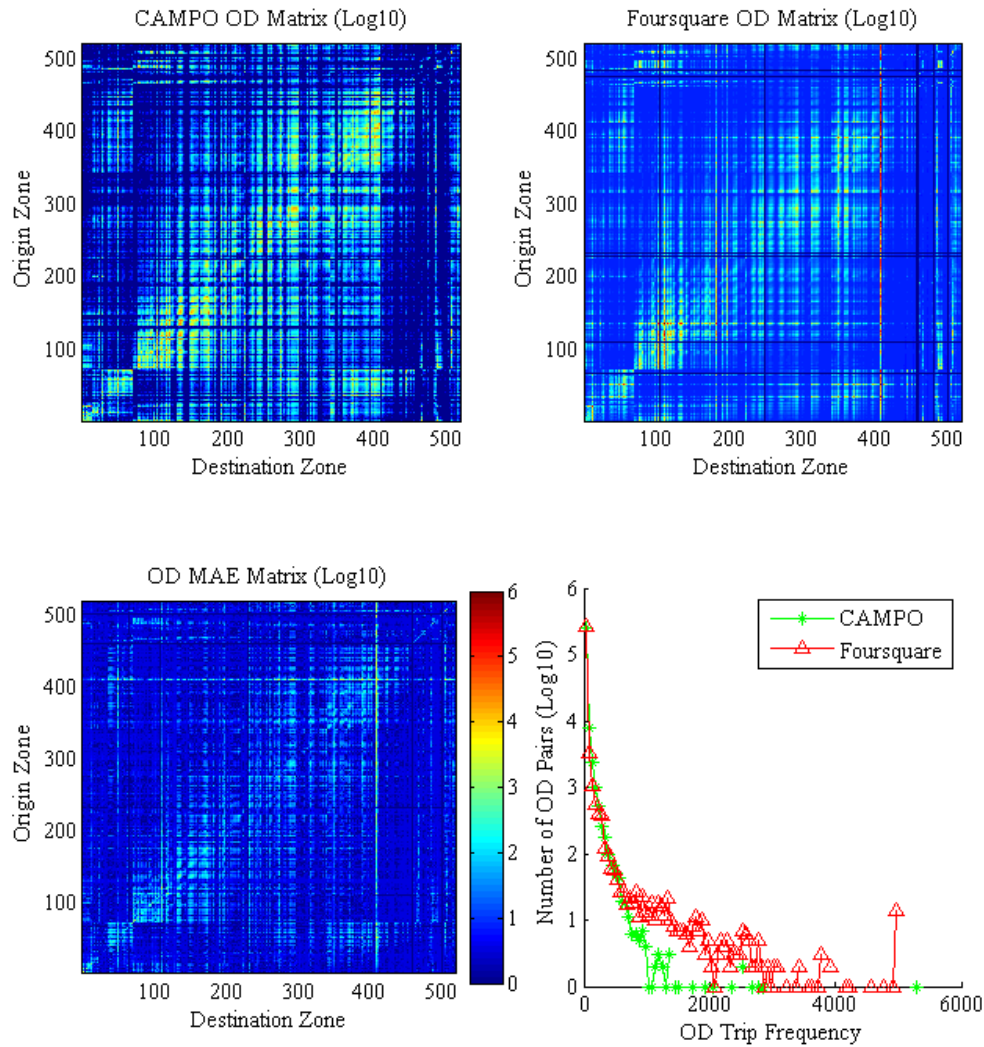 CAMPO OD Matrix (Log10)
500
400
300
200
100
Origin Zone
100 200 300 400 500
Destination Zone
Foursquare OD Matrix (Log10)
500
400
300
200
100
Origin Zone
100 200 300 400 500
Destination Zone
OD MAE Matrix (Log10)
500
400
300
200
100
Origin Zone
100 200 300 400 500
Destination Zone
6
5
4
3
2
1
0
6
5
4
3
2
1
0
Number of OD Pairs (Log10)
CAMPO
Foursquare
0 2000 4000 6000
OD Trip Frequency